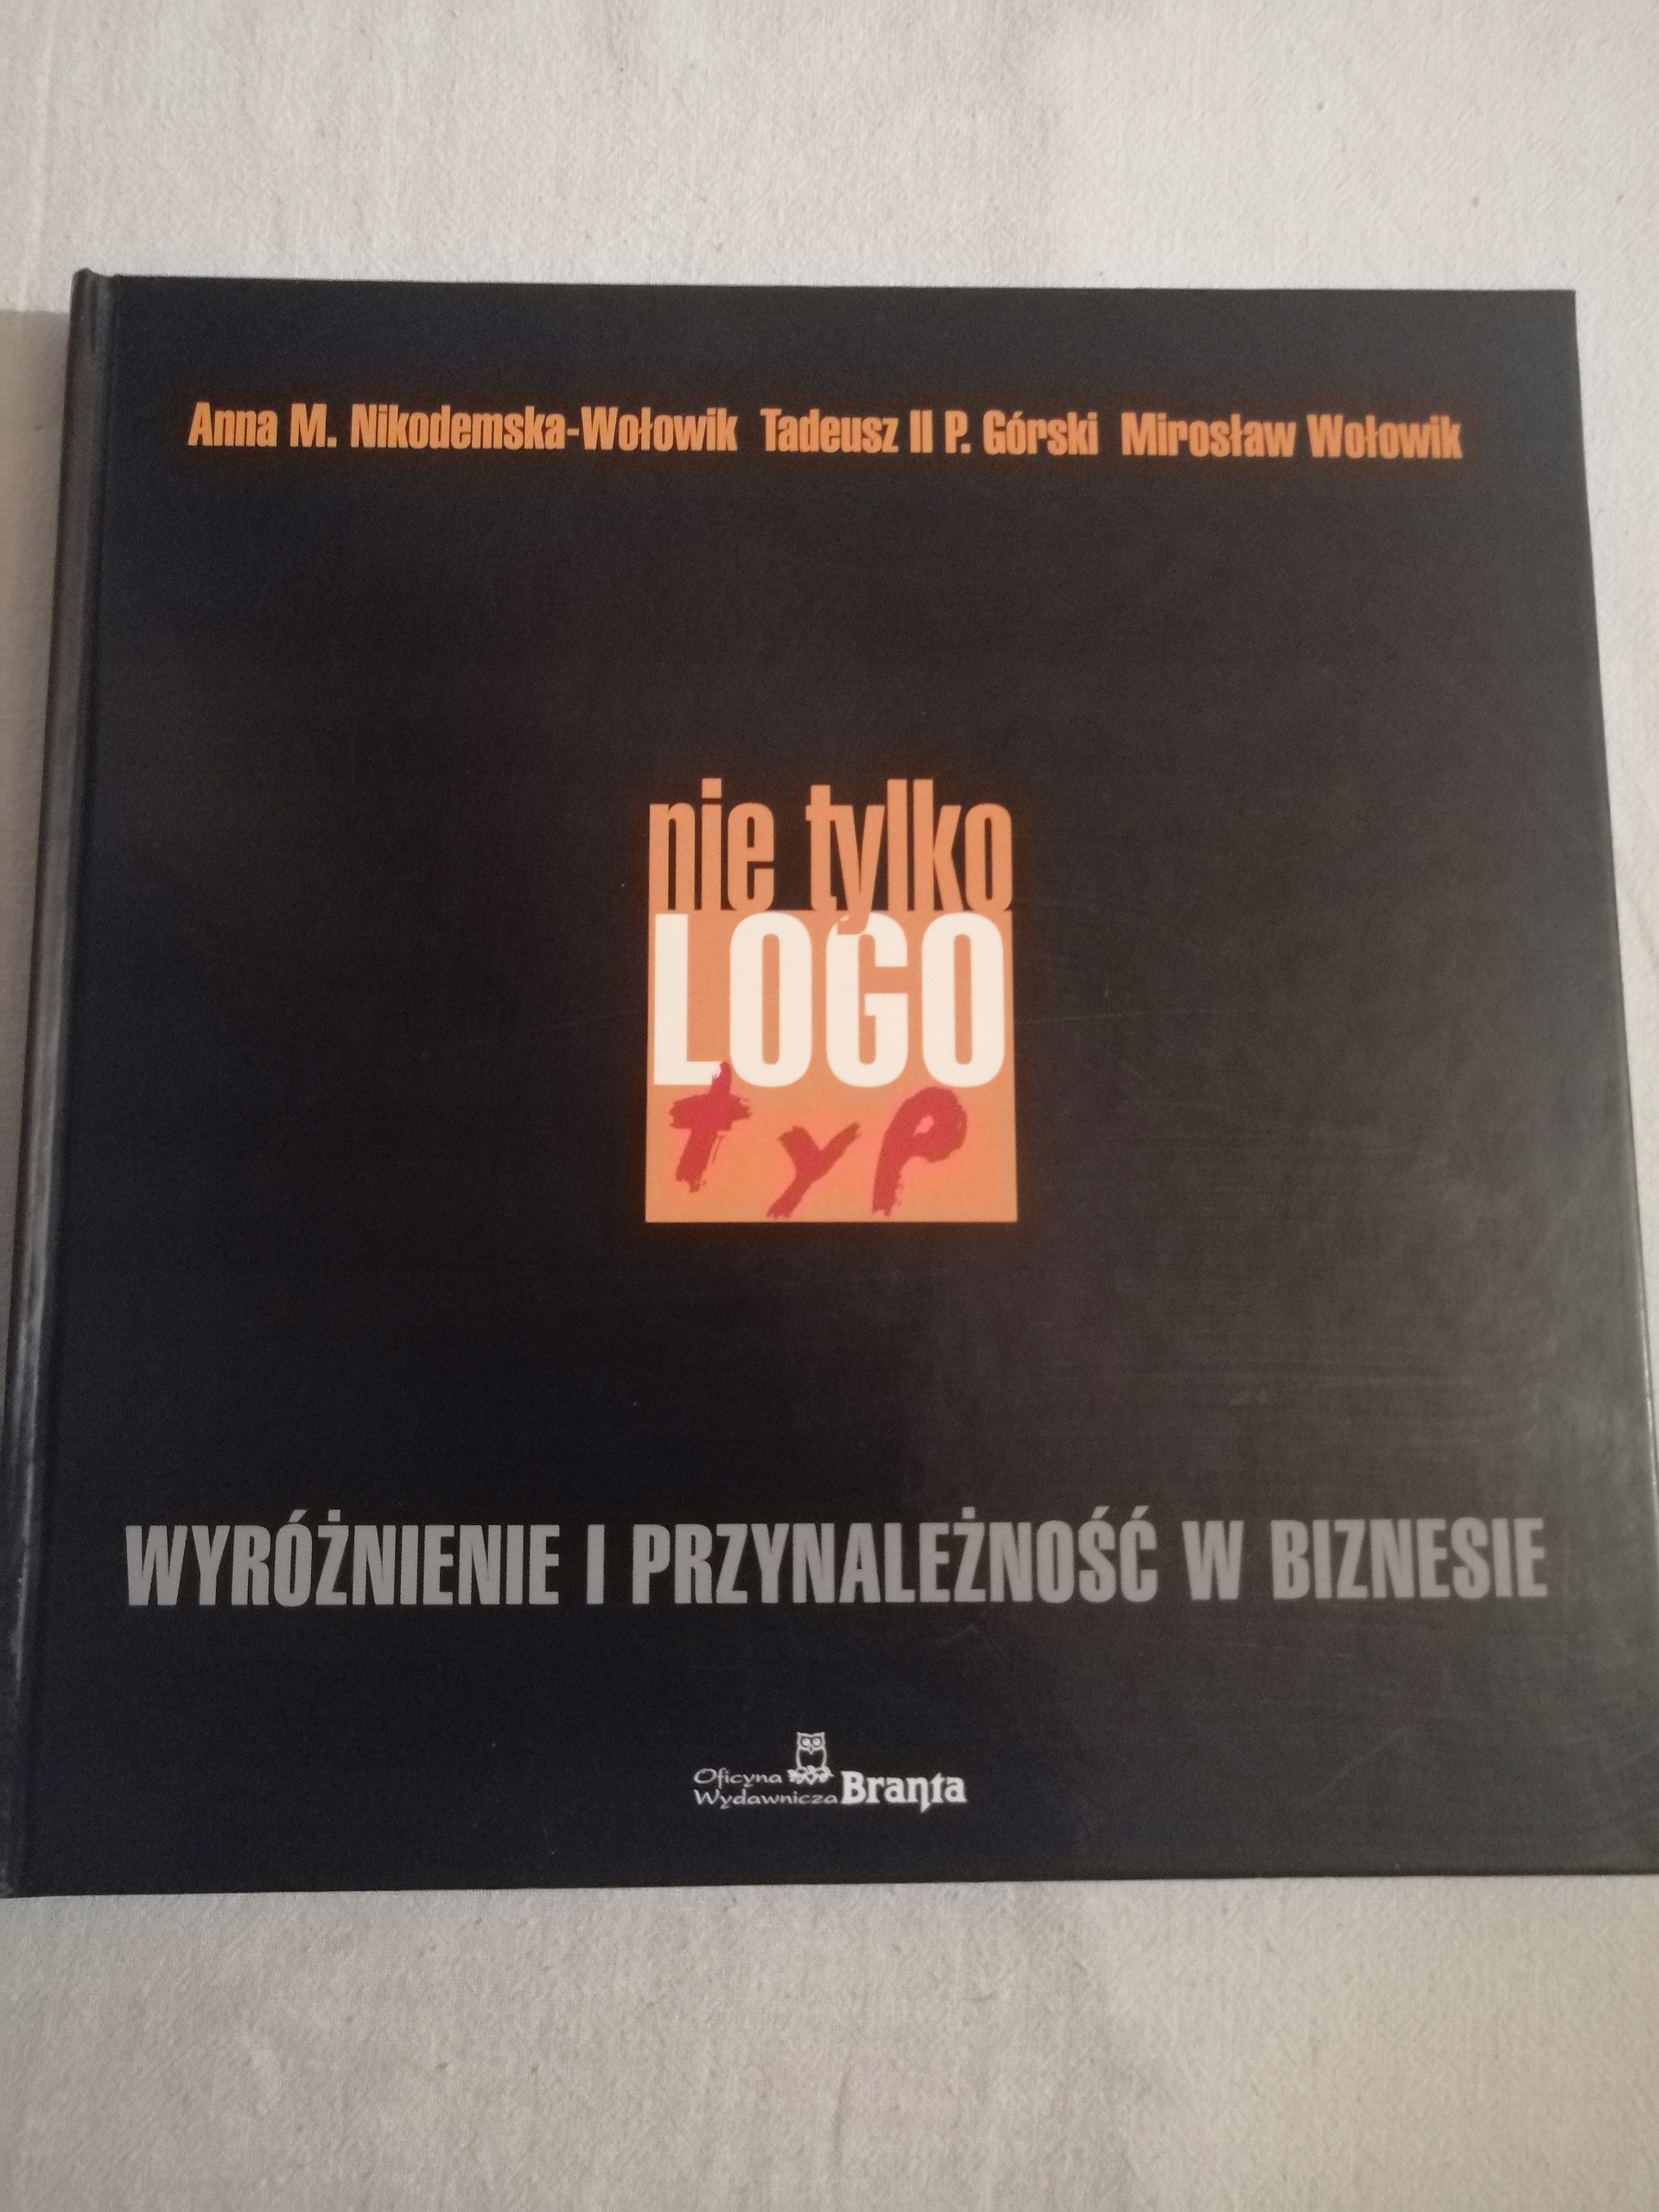 Anna M. Nikodemska-Wołowik Tadeusz II P. Górski Mirosław Wołowik
nie tylko
LOGO
typ
WYRÓŻNIENIE I PRZYNALEŻNOŚĆ W BIZNESIE
Oficyna
Wydawnicza Branta